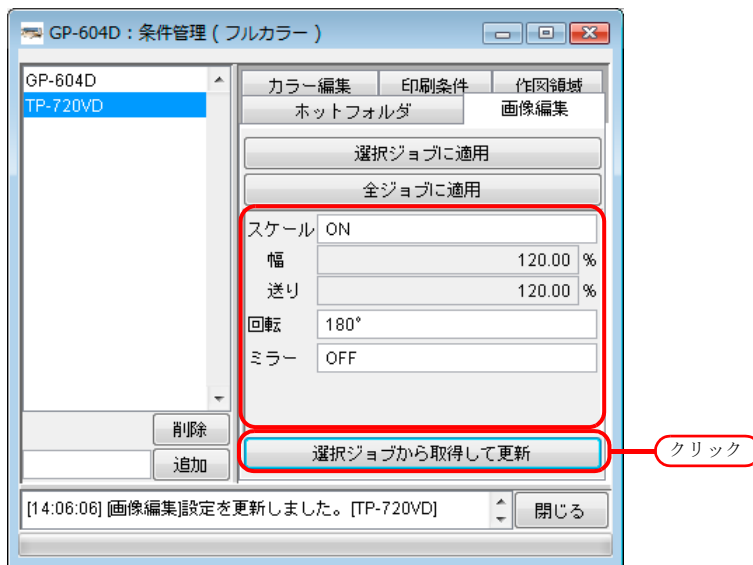 GP-604D：条件管理 ( フルカラー )
GP-604D
TP-720VD
カラー編集 印刷条件 作図領域
ホットフォルダ 画像編集
選択ジョブに適用
全ジョブに適用
スケール ON
幅 120.00 %
送り 120.00 %
回転 180°
ミラー OFF
削除
追加
選択ジョブから取得して更新
クリック
[14:06:06] [画像編集]設定を更新しました。[TP-720VD]
閉じる